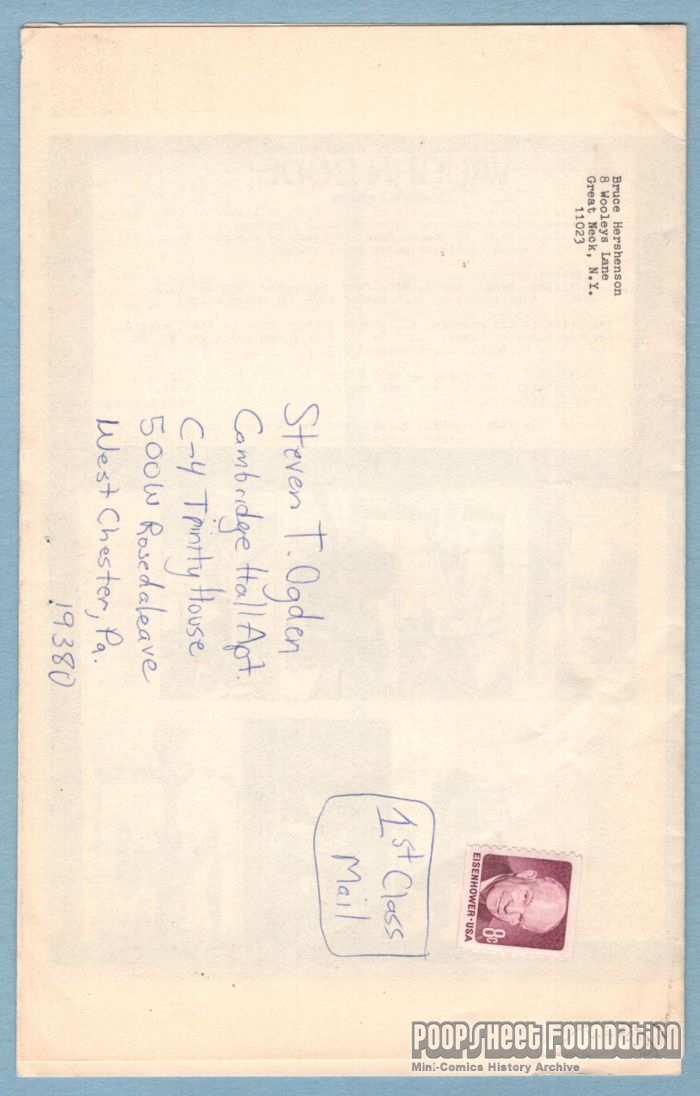 Bruce Hershenson
8 Wooleys Lane
Great Neck, N.Y.
11023
Steven T. Ogden
Cambridge Hall Apt.
C-4 Trinity House
500W Rosedaleave
West Chester, Pa.
19380
1st Class
Mail
EISENHOWER·USA
8c
POOPSHEET FOUNDATION
Mini-Comics History Archive